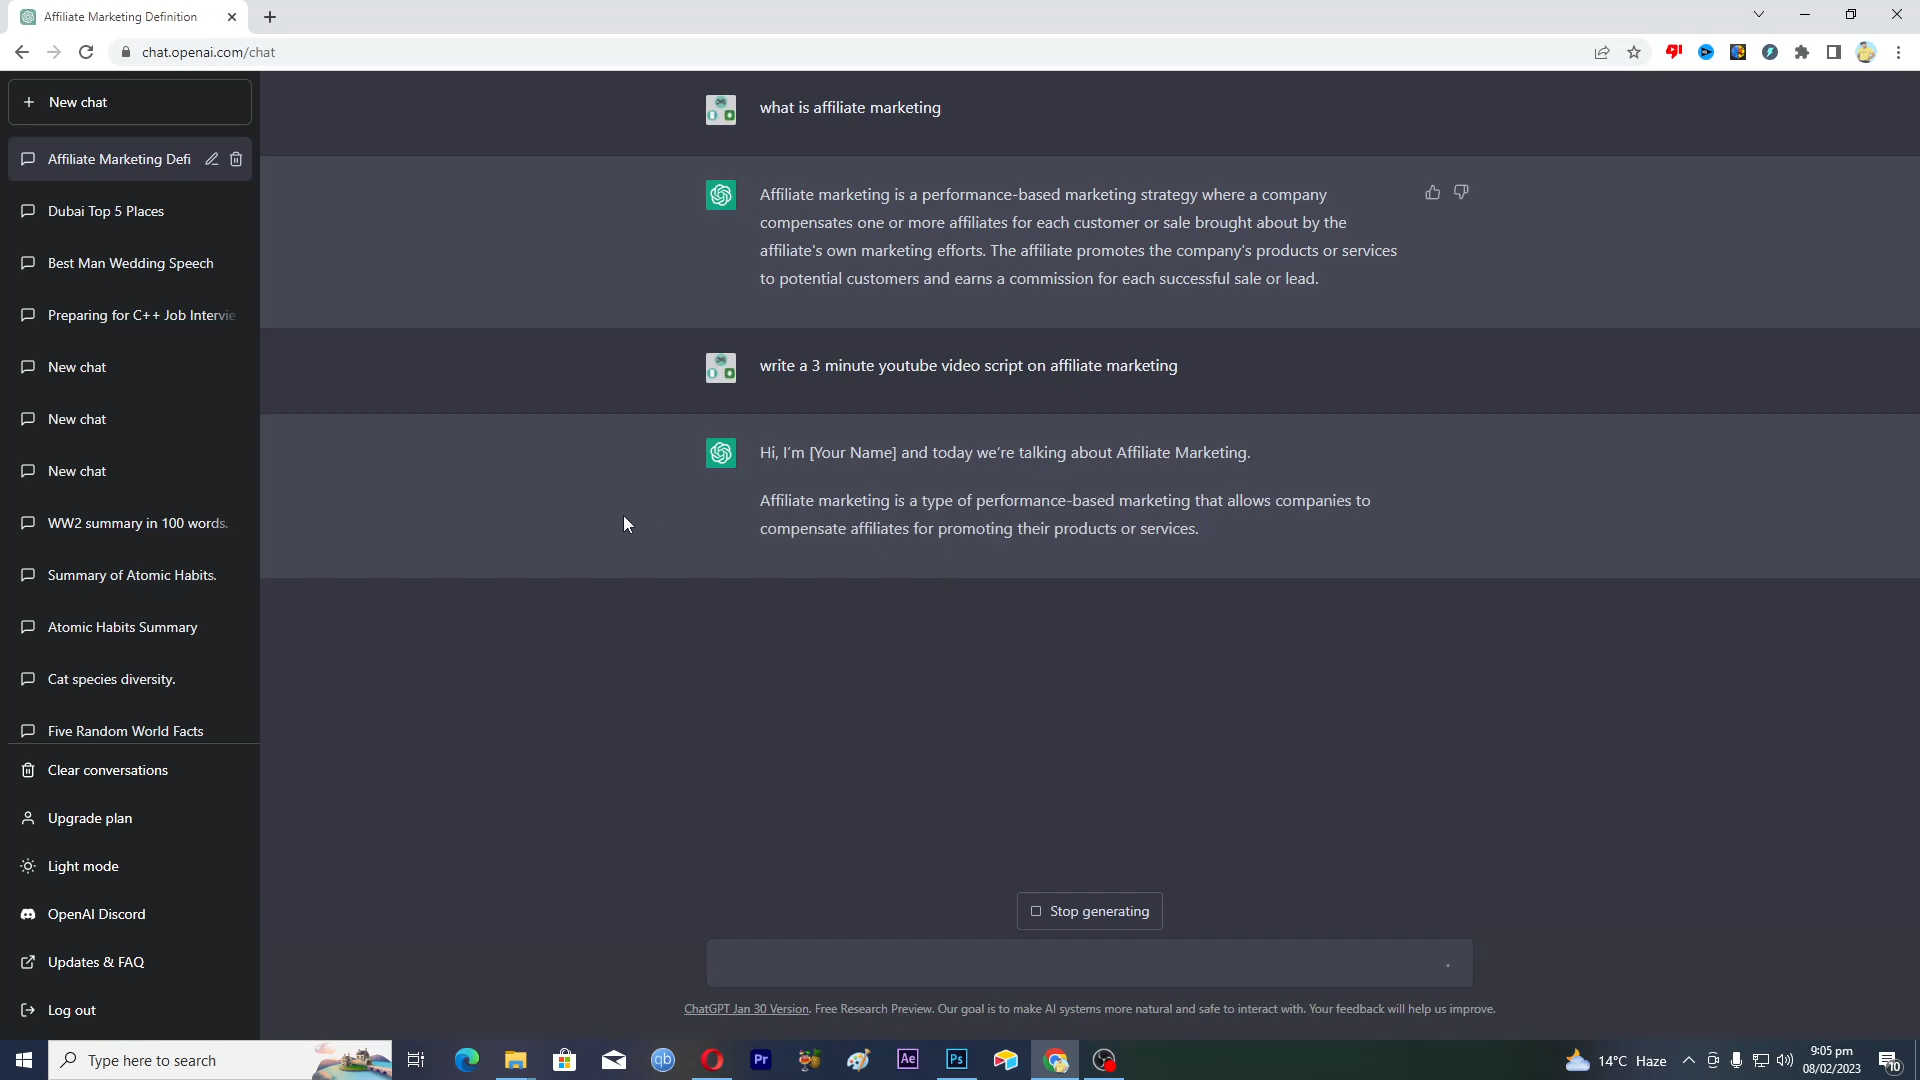 Affiliate Marketing Definition
chat.openai.com/chat
New chat
Affiliate Marketing Defi
Dubai Top 5 Places
Best Man Wedding Speech
Preparing for C++ Job Intervie
New chat
New chat
New chat
WW2 summary in 100 words.
Summary of Atomic Habits.
Atomic Habits Summary
Cat species diversity.
Five Random World Facts
Clear conversations
Upgrade plan
Light mode
OpenAI Discord
Updates & FAQ
Log out
what is affiliate marketing
Affiliate marketing is a performance-based marketing strategy where a company
compensates one or more affiliates for each customer or sale brought about by the
affiliate's own marketing efforts. The affiliate promotes the company's products or services
to potential customers and earns a commission for each successful sale or lead.
write a 3 minute youtube video script on affiliate marketing
Hi, I'm [Your Name] and today we're talking about Affiliate Marketing.
Affiliate marketing is a type of performance-based marketing that allows companies to
compensate affiliates for promoting their products or services.
Stop generating
ChatGPT Jan 30 Version. Free Research Preview. Our goal is to make AI systems more natural and safe to interact with. Your feedback will help us improve.
Type here to search
qb
Pr
Ae
Ps
14°C Haze
9:05 pm
08/02/2023
10